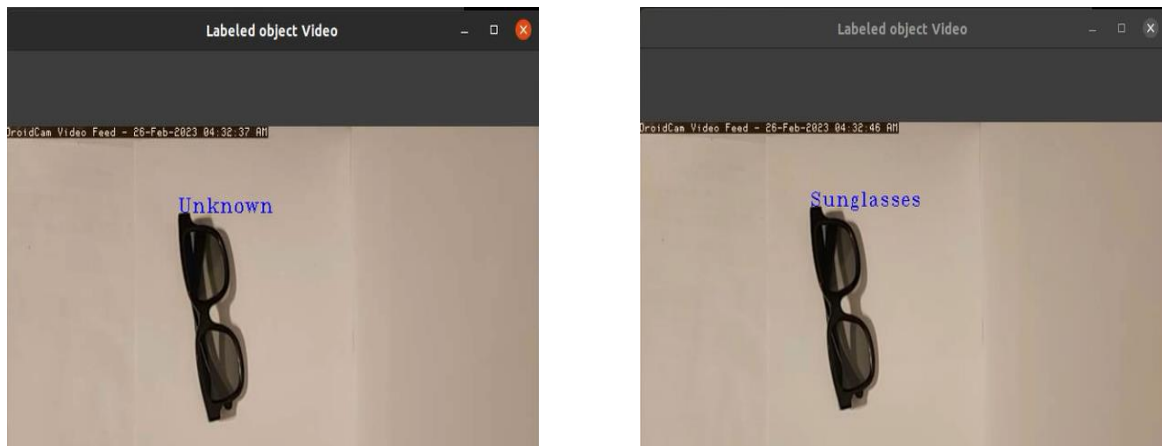 Labeled object Video
DroidCam Video Feed - 26-Feb-2023 04:32:37 AM
Unknown
Labeled object Video
DroidCam Video Feed - 26-Feb-2023 04:32:46 AM
Sunglasses